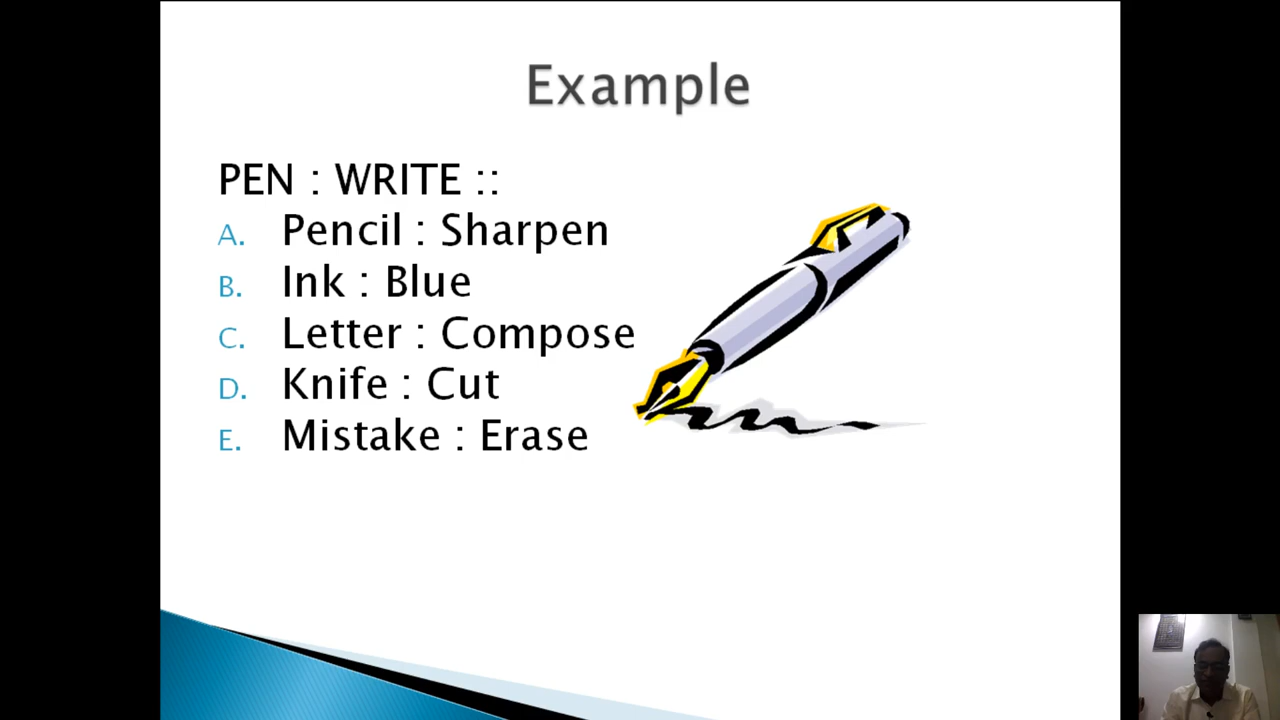 Example
PEN : WRITE ::
A. Pencil : Sharpen
B. Ink : Blue
C. Letter : Compose
D. Knife : Cut
E. Mistake : Erase